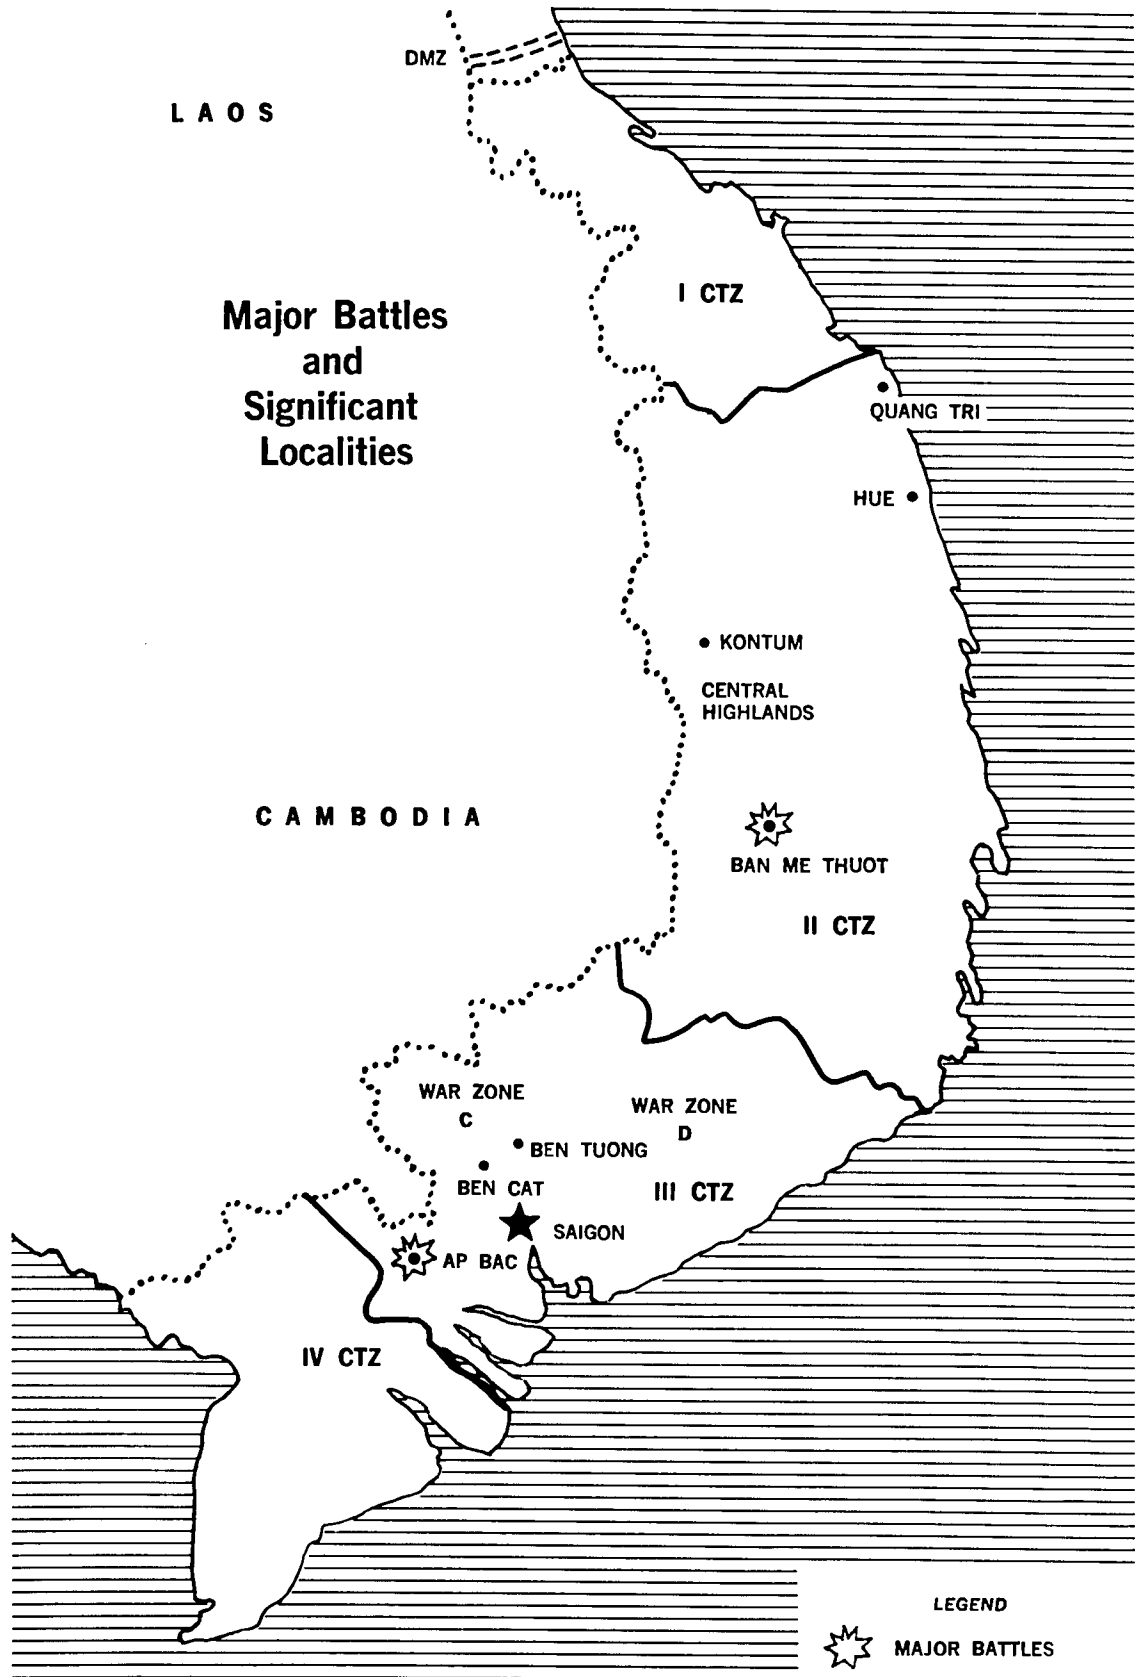 DMZ
LAOS
I CTZ
Major Battles
and
Significant
Localities
QUANG TRI
HUE
KONTUM
CENTRAL
HIGHLANDS
CAMBODIA
BAN ME THUOT
II CTZ
WAR ZONE
C
WAR ZONE
D
BEN TUONG
BEN CAT
III CTZ
SAIGON
AP BAC
IV CTZ
LEGEND
MAJOR BATTLES